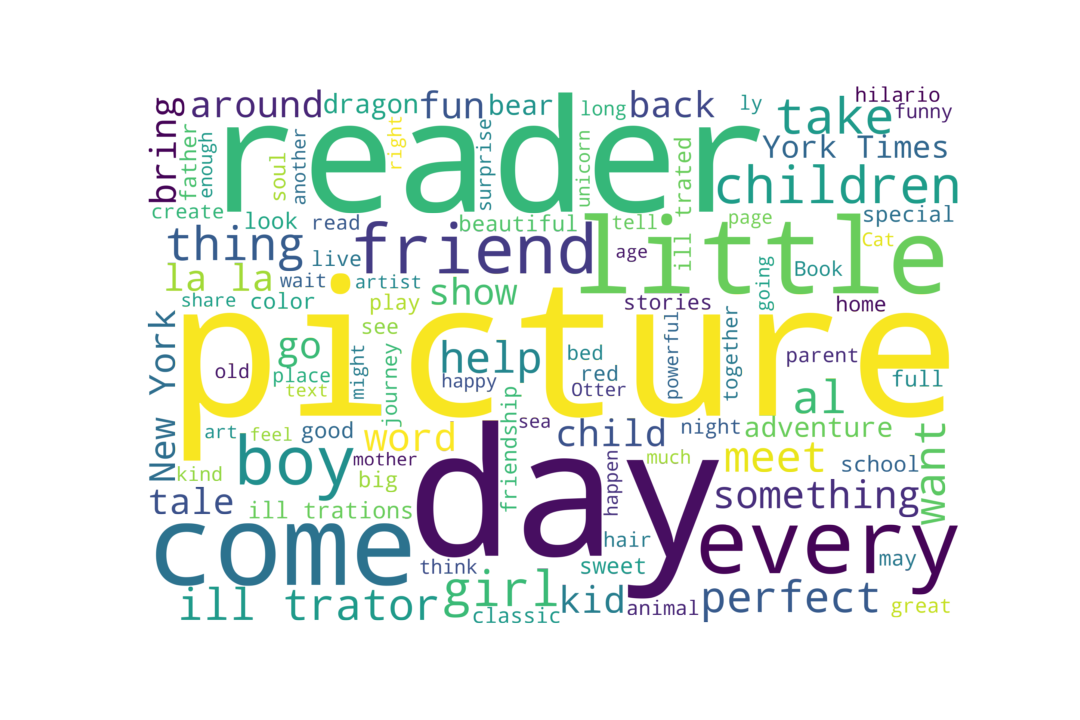 hilario
around
dragon
fun
bear
long
back
ly
take
funny
bring
father
enough
soul
another
reader
right
surprise
unicorn
ill trated
York Times
children
create
look
read
beautiful
tell
page
special
thing
live
friend
age
little
Cat
la la
wait
artist
show
going
Book
share
color
play
stories
home
see
picture
New York
go
might
journey
help
bed
powerful
together
parent
old
place
happy
red
Otter
full
text
friendship
al
art
feel
good
word
sea
child
night
adventure
want
kind
boy
mother
day
happen
much
meet
school
big
tale
ill trations
something
come
hair
every
may
think
sweet
girl
kid
animal
perfect
great
ill trator
classic